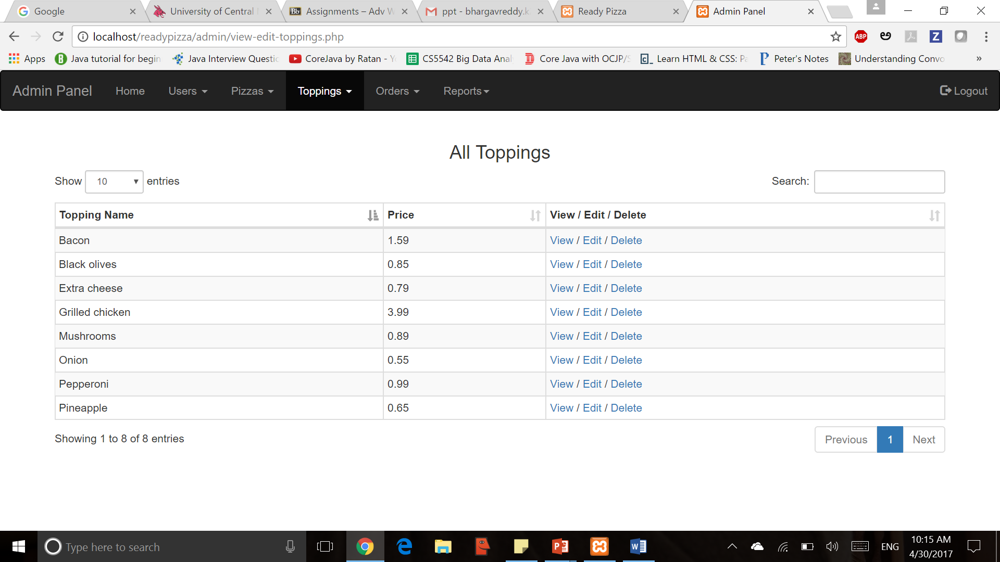 Google
University of Central
Assignments – Adv W
ppt - bhargavreddy.k
Ready Pizza
Admin Panel
localhost/readypizza/admin/view-edit-toppings.php
ABP
Z
Apps
Java tutorial for begin
Java Interview Questic
CoreJava by Ratan - Yo
CS5542 Big Data Anal
Core Java with OCJP/S
Learn HTML & CSS: Pa
Peter's Notes
Understanding Convo
»
Admin Panel
Home
Users
Pizzas
Toppings
Orders
Reports
Logout
All Toppings
Show 10 entries
Search:
Topping Name Price View / Edit / Delete
Bacon 1.59 View / Edit / Delete
Black olives 0.85 View / Edit / Delete
Extra cheese 0.79 View / Edit / Delete
Grilled chicken 3.99 View / Edit / Delete
Mushrooms 0.89 View / Edit / Delete
Onion 0.55 View / Edit / Delete
Pepperoni 0.99 View / Edit / Delete
Pineapple 0.65 View / Edit / Delete
Showing 1 to 8 of 8 entries
Previous 1 Next
Type here to search
ENG
10:15 AM
4/30/2017